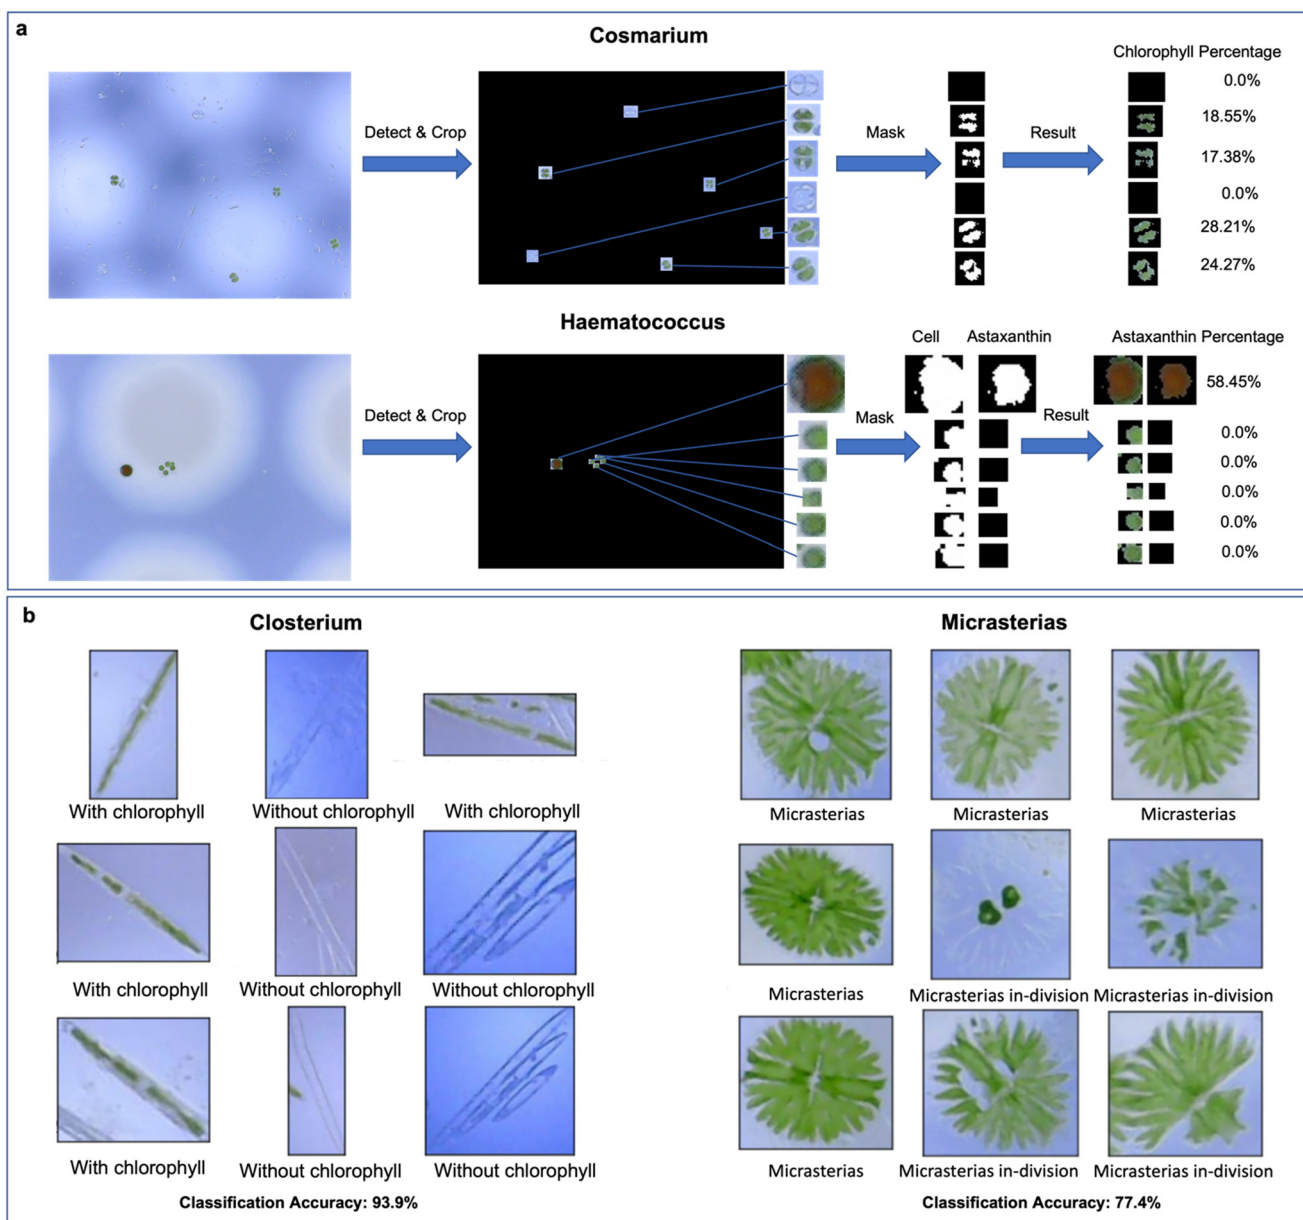 a
Cosmarium
Chlorophyll Percentage
Detect & Crop
Mask
Result
0.0%
18.55%
17.38%
0.0%
28.21%
24.27%
Haematococcus
Cell Astaxanthin
Astaxanthin Percentage
Detect & Crop
Mask
Result
58.45%
0.0%
0.0%
0.0%
0.0%
0.0%
b
Closterium
With chlorophyll
Without chlorophyll
With chlorophyll
With chlorophyll
Without chlorophyll
Without chlorophyll
With chlorophyll
Without chlorophyll
Without chlorophyll
Classification Accuracy: 93.9%
Micrasterias
Micrasterias
Micrasterias
Micrasterias
Micrasterias
Micrasterias in-division
Micrasterias in-division
Micrasterias
Micrasterias in-division
Micrasterias in-division
Classification Accuracy: 77.4%